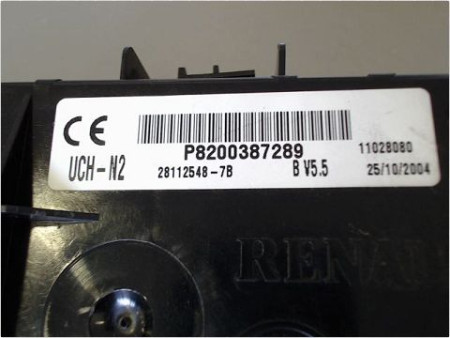 CE
P8200387289 11028080
UCH-N2 28112548-7B B V5.5 25/10/2004
RENAU